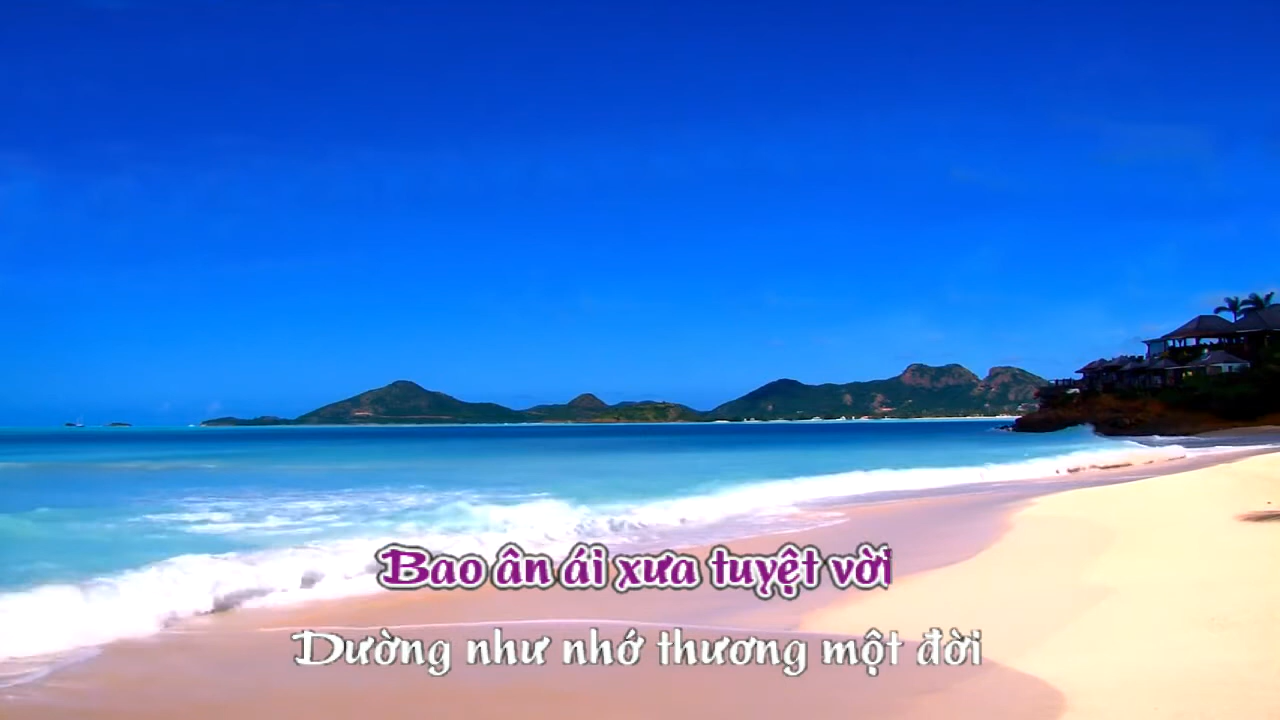 Bao ân ái xưa tuyệt vời
Dường như nhớ thương một đời